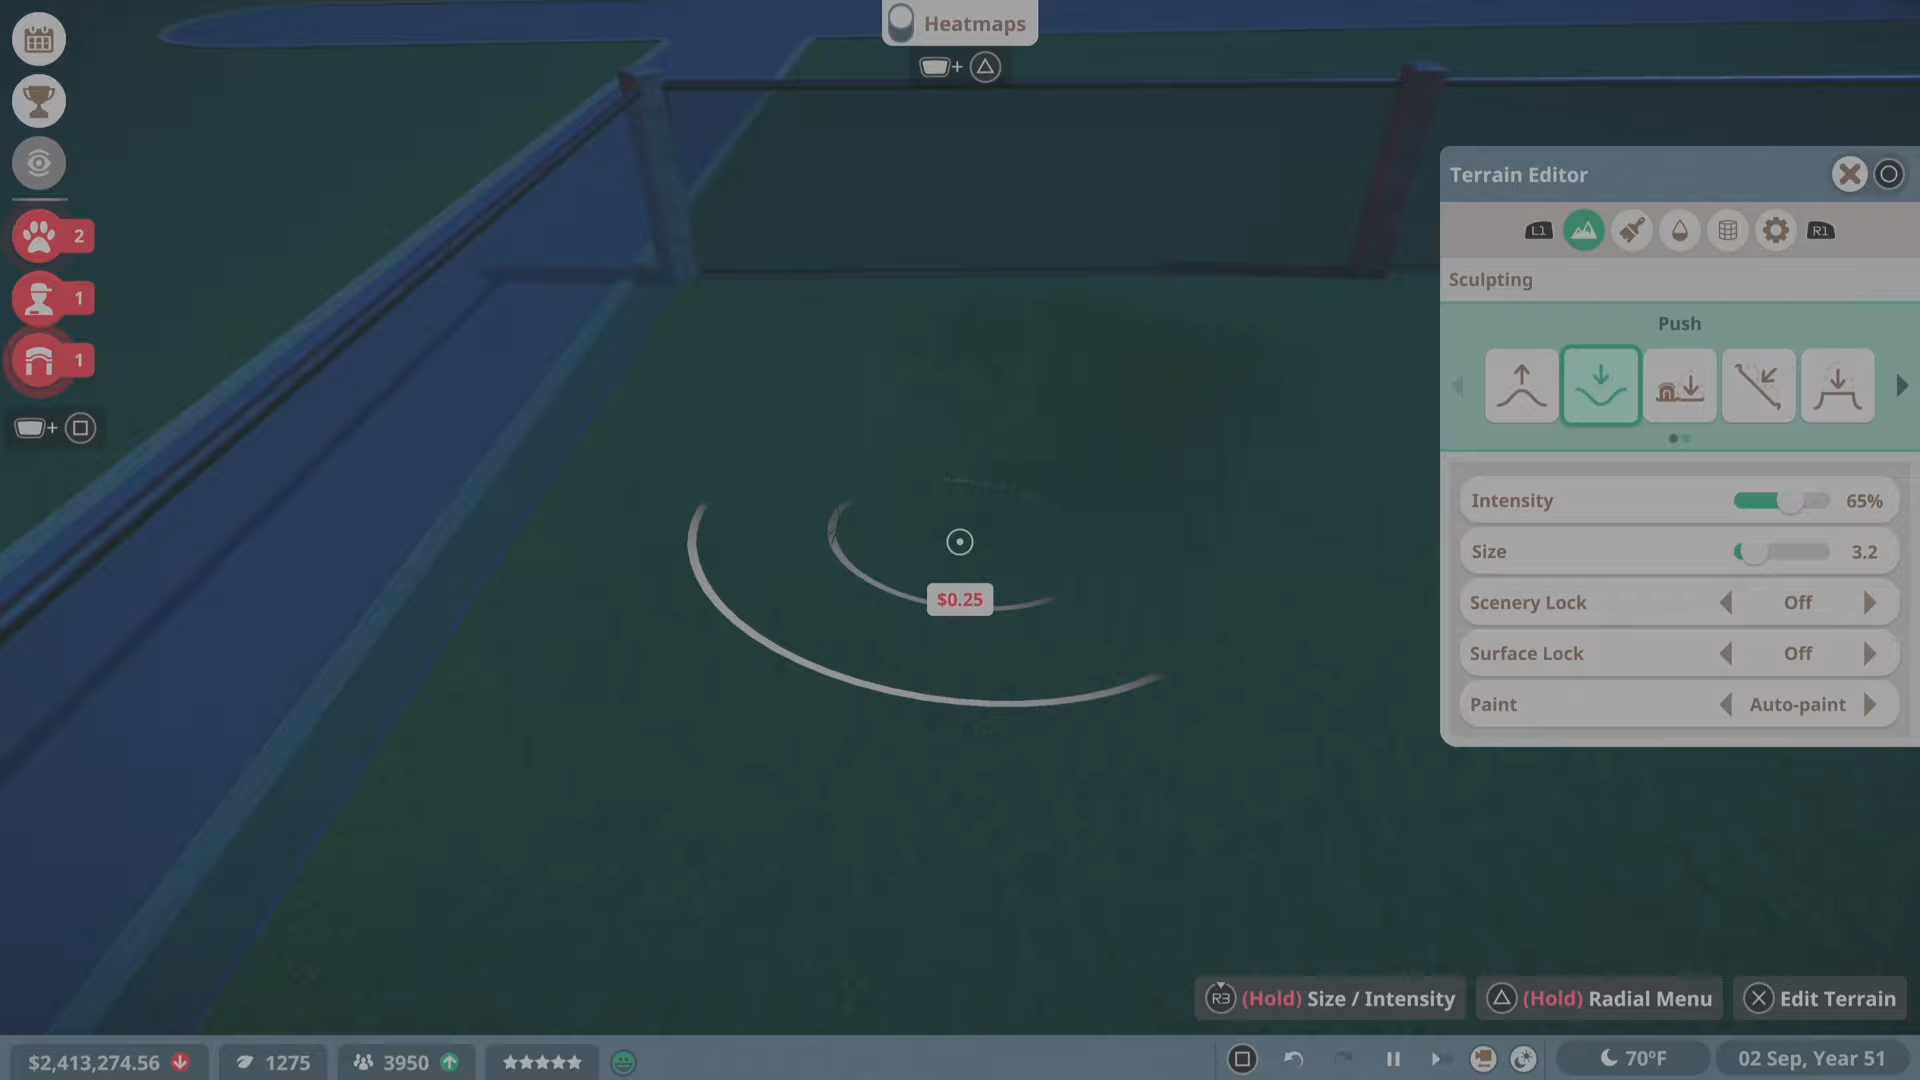 Heatmaps
+
2
1
1
+
Terrain Editor
L1
R1
Sculpting
Push
Intensity 65%
Size 3.2
Scenery Lock Off
Surface Lock Off
Paint Auto-paint
$0.25
R3 (Hold) Size / Intensity
(Hold) Radial Menu
Edit Terrain
$2,413,274.56
1275
3950
70°F
02 Sep, Year 51